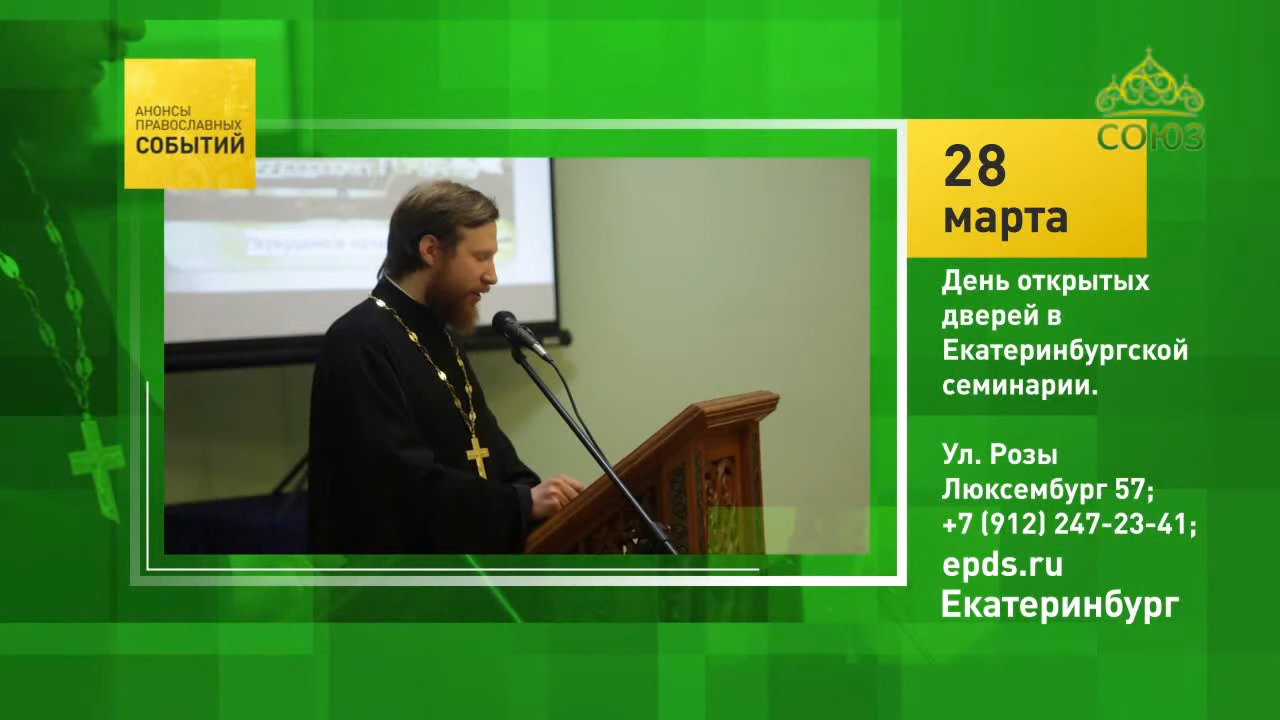 АНОНСЫ
ПРАВОСЛАВНЫХ
СОБЫТИЙ
СОЮЗ
28
марта
День открытых
дверей в
Екатеринбургской
семинарии.
Ул. Розы
Люксембург 57;
+7 (912) 247-23-41;
epds.ru
Екатеринбург